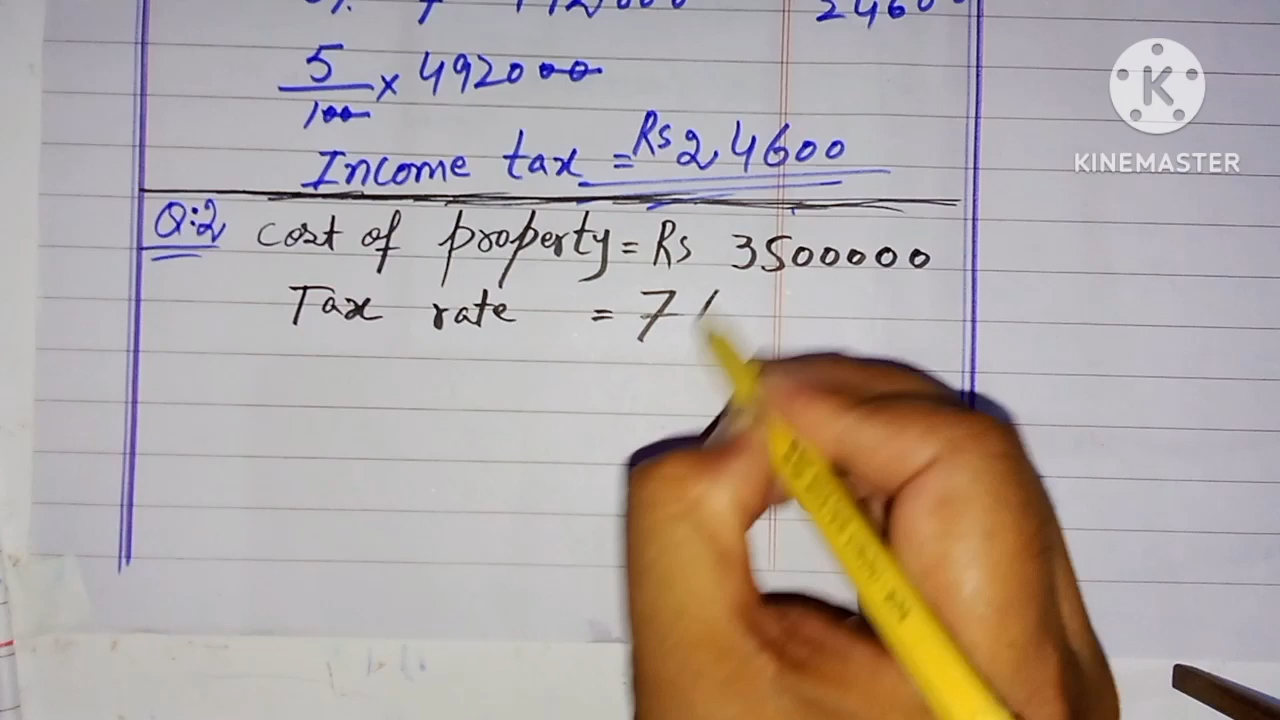 5/100 × 492000
Income tax = Rs 24600
Q:2 Cost of property = Rs 3500000
Tax rate = 7
K
KINEMASTER